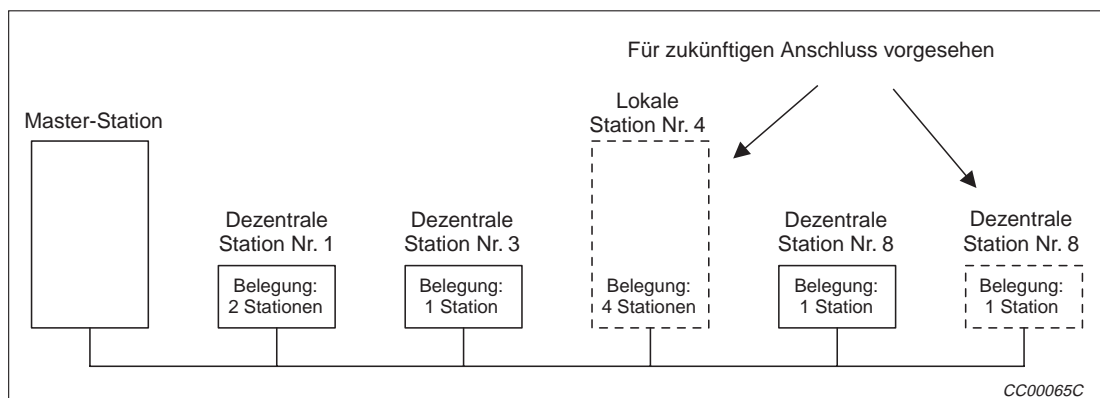 Für zukünftigen Anschluss vorgesehen
Master-Station
Lokale
Station Nr. 4
Dezentrale
Station Nr. 1
Dezentrale
Station Nr. 3
Dezentrale
Station Nr. 8
Dezentrale
Station Nr. 8
Belegung:
2 Stationen
Belegung:
1 Station
Belegung:
4 Stationen
Belegung:
1 Station
Belegung:
1 Station
CC00065C